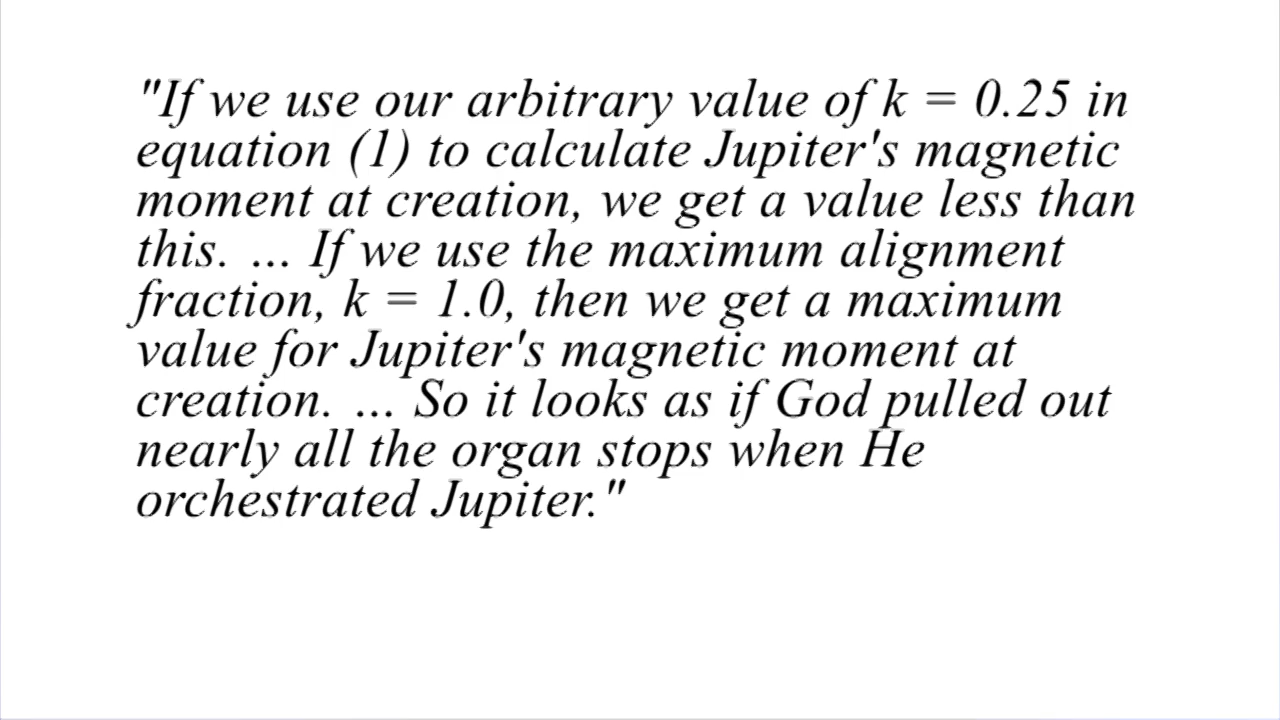 "If we use our arbitrary value of k = 0.25 in
equation (1) to calculate Jupiter's magnetic
moment at creation, we get a value less than
this. ... If we use the maximum alignment
fraction, k = 1.0, then we get a maximum
value for Jupiter's magnetic moment at
creation. ... So it looks as if God pulled out
nearly all the organ stops when He
orchestrated Jupiter."